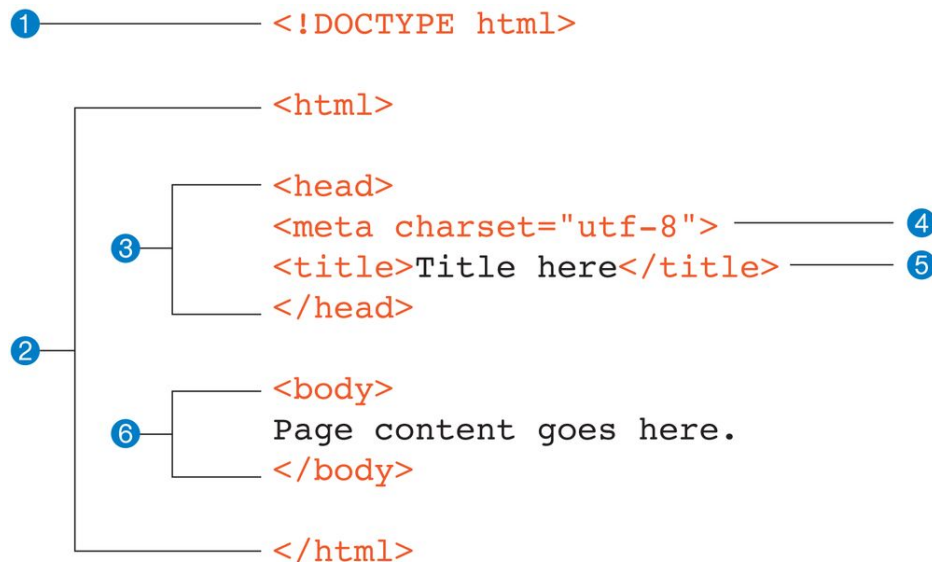 1 <!DOCTYPE html>
<html>
<head>
<meta charset="utf-8"> 4
3
<title>Title here</title> 5
</head>
2
<body>
6 Page content goes here.
</body>
</html>